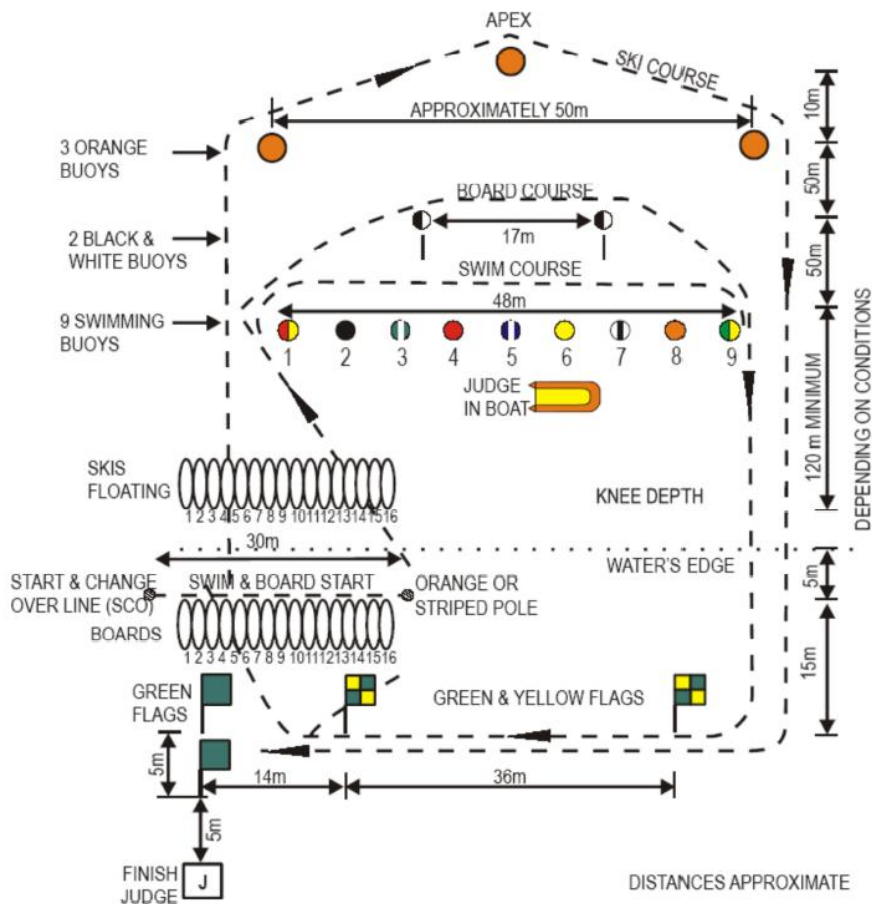 APEX
SKI COURSE
10m
APPROXIMATELY 50m
3 ORANGE
BUOYS
50m
BOARD COURSE
17m
2 BLACK &
WHITE BUOYS
50m
SWIM COURSE
48m
9 SWIMMING
BUOYS
1 2 3 4 5 6 7 8 9
JUDGE
IN BOAT
120 m MINIMUM
DEPENDING ON CONDITIONS
SKIS
FLOATING
KNEE DEPTH
1 2 3 4 5 6 7 8 9 10 11 12 13 14 15 16
30m
WATER'S EDGE
5m
START & CHANGE
OVER LINE (SCO)
SWIM & BOARD START
ORANGE OR
STRIPED POLE
BOARDS
1 2 3 4 5 6 7 8 9 10 11 12 13 14 15 16
15m
GREEN
FLAGS
GREEN & YELLOW FLAGS
5m
14m
36m
5m
FINISH
JUDGE
J
DISTANCES APPROXIMATE